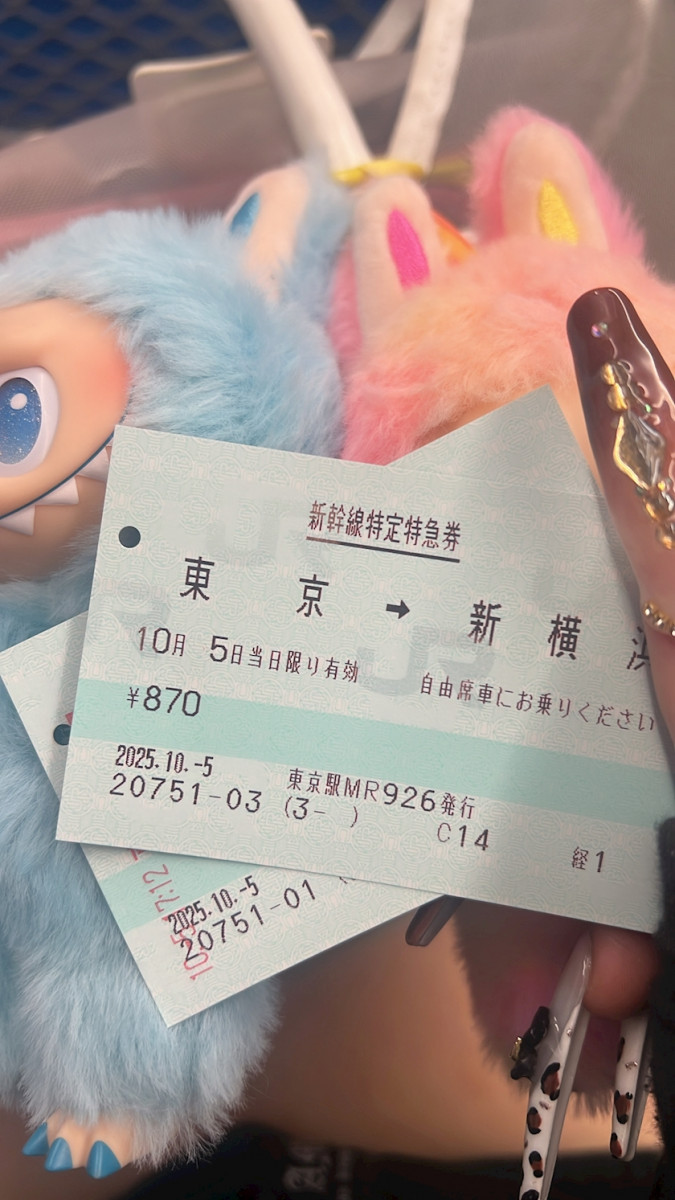 新幹線特定特急券
東京→新横浜
10月 5日当日限り有効 自由席車にお乗りください
¥870
2025.10.-5 東京駅MR926発行
20751-03 (3- ) C14 経1
2025.10.-5
20751-01